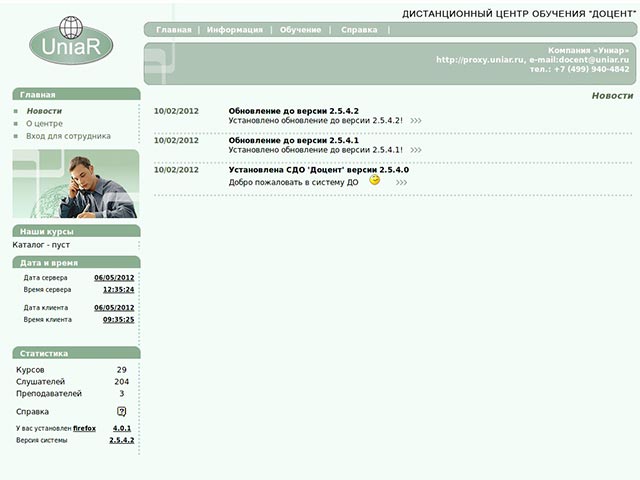 ДИСТАНЦИОННЫЙ ЦЕНТР ОБУЧЕНИЯ "ДОЦЕНТ"
UniaR
Главная | Информация | Обучение | Справка |
Компания «Униар»
http://proxy.uniar.ru, e-mail:docent@uniar.ru
тел.: +7 (499) 940-4842
Главная
Новости
О центре
Вход для сотрудника
Наши курсы
Каталог - пуст
Дата и время
Дата сервера 06/05/2012
Время сервера 12:35:24
Дата клиента 06/05/2012
Время клиента 09:35:25
Статистика
Курсов 29
Слушателей 204
Преподавателей 3
Справка ?
У вас установлен firefox 4.0.1
Версия системы 2.5.4.2
Новости
10/02/2012 Обновление до версии 2.5.4.2
Установлено обновление до версии 2.5.4.2! >>>
10/02/2012 Обновление до версии 2.5.4.1
Установлено обновление до версии 2.5.4.1! >>>
10/02/2012 Установлена СДО 'Доцент' версии 2.5.4.0
Добро пожаловать в систему ДО >>>